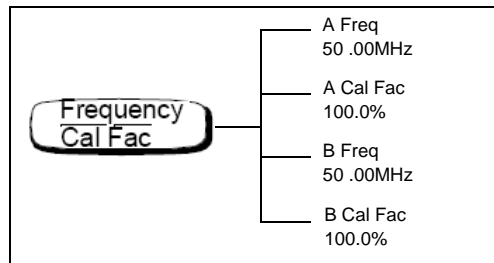 Frequency
Cal Fac
A Freq
50 .00MHz
A Cal Fac
100.0%
B Freq
50 .00MHz
B Cal Fac
100.0%